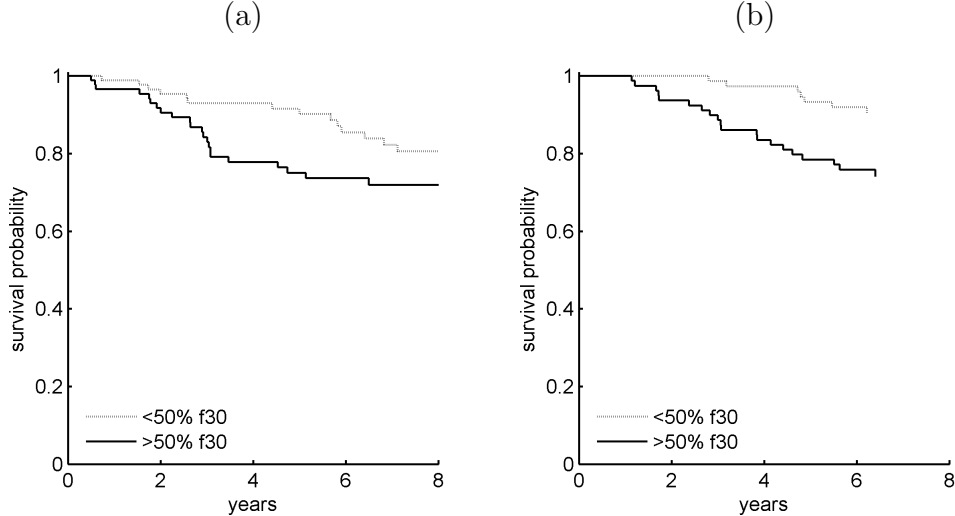 (a)
1
0.8
0.6
0.4
0.2
0
survival probability
<50% f30
>50% f30
0 2 4 6 8
years
(b)
1
0.8
0.6
0.4
0.2
0
survival probability
<50% f30
>50% f30
0 2 4 6 8
years